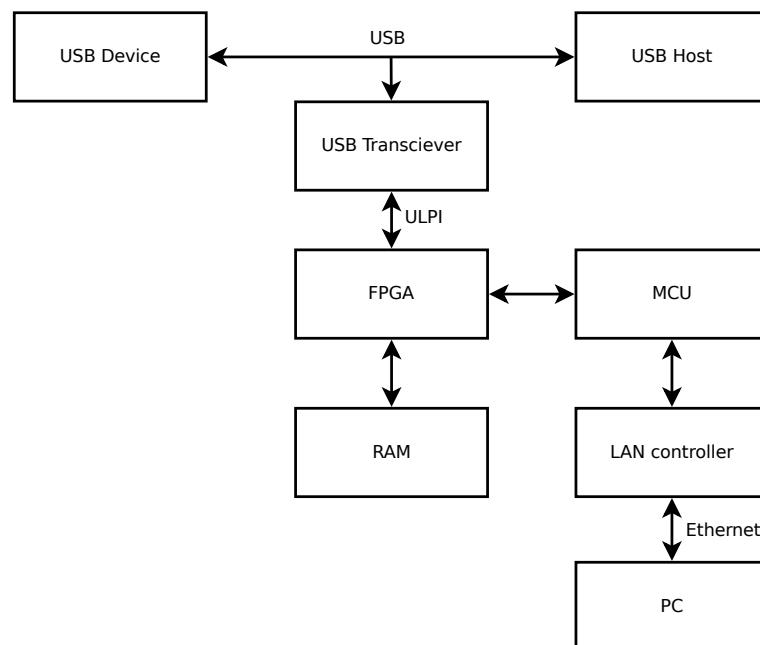 USB
USB Device
USB Host
USB Transciever
ULPI
FPGA
MCU
RAM
LAN controller
Ethernet
PC